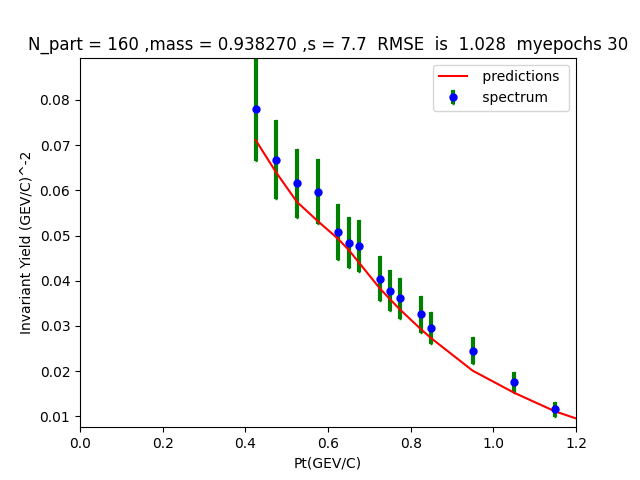 N_part = 160 ,mass = 0.938270 ,s = 7.7  RMSE  is  1.028  myepochs 30
predictions
spectrum
0.08
0.07
0.06
0.05
0.04
0.03
0.02
0.01
Invariant Yield (GEV/C)^-2
0.0 0.2 0.4 0.6 0.8 1.0 1.2
Pt(GEV/C)